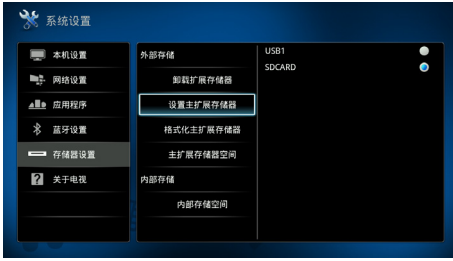 系统设置
本机设置
网络设置
应用程序
蓝牙设置
存储器设置
关于电视
外部存储
卸载扩展存储器
设置主扩展存储器
格式化主扩展存储器
主扩展存储器空间
内部存储
内部存储空间
USB1
SDCARD